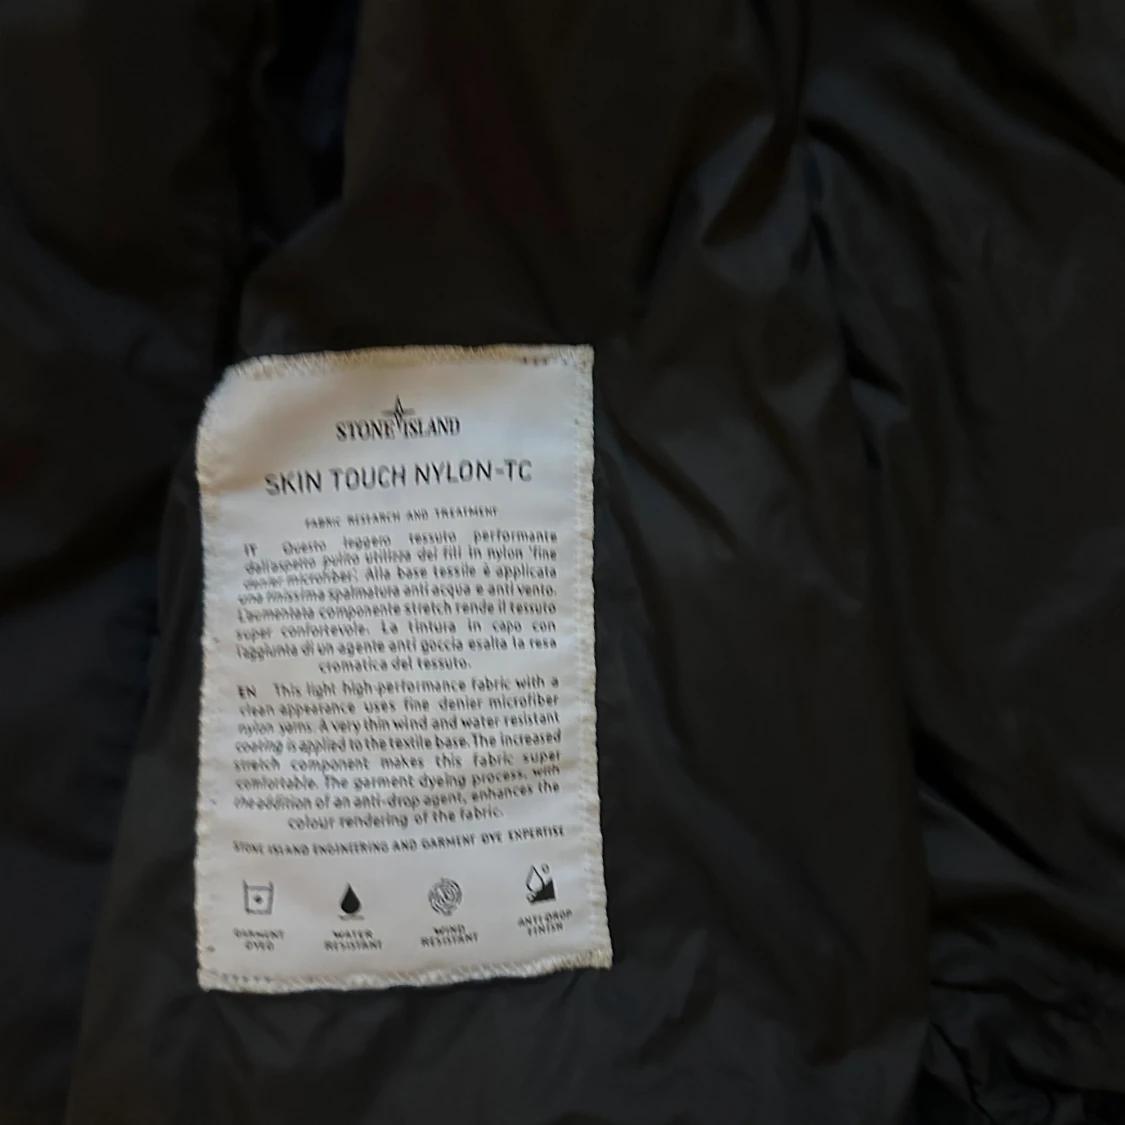 STONE ISLAND
SKIN TOUCH NYLON-TC
FABRIC RESEARCH AND TREATMENT
IT Questo leggero tessuto performante
dall'aspetto pulito utilizza dei fili in nylon 'fine
denier microfiber'. Alla base tessile è applicata
una finissima spalmatura anti acqua e anti vento.
L'aumentata componente stretch rende il tessuto
super confortevole. La tintura in capo con
l'aggiunta di un agente anti goccia esalta la resa
cromatica del tessuto.
EN This light high-performance fabric with a
clean appearance uses fine denier microfiber
nylon yarns. A very thin wind and water resistant
coating is applied to the textile base. The increased
stretch component makes this fabric super
comfortable. The garment dyeing process, with
the addition of an anti-drop agent, enhances the
colour rendering of the fabric.
STONE ISLAND ENGINEERING AND GARMENT DYE EXPERTISE
GARMENT DYED
WATER RESISTANT
WIND RESISTANT
ANTI DROP FINISH